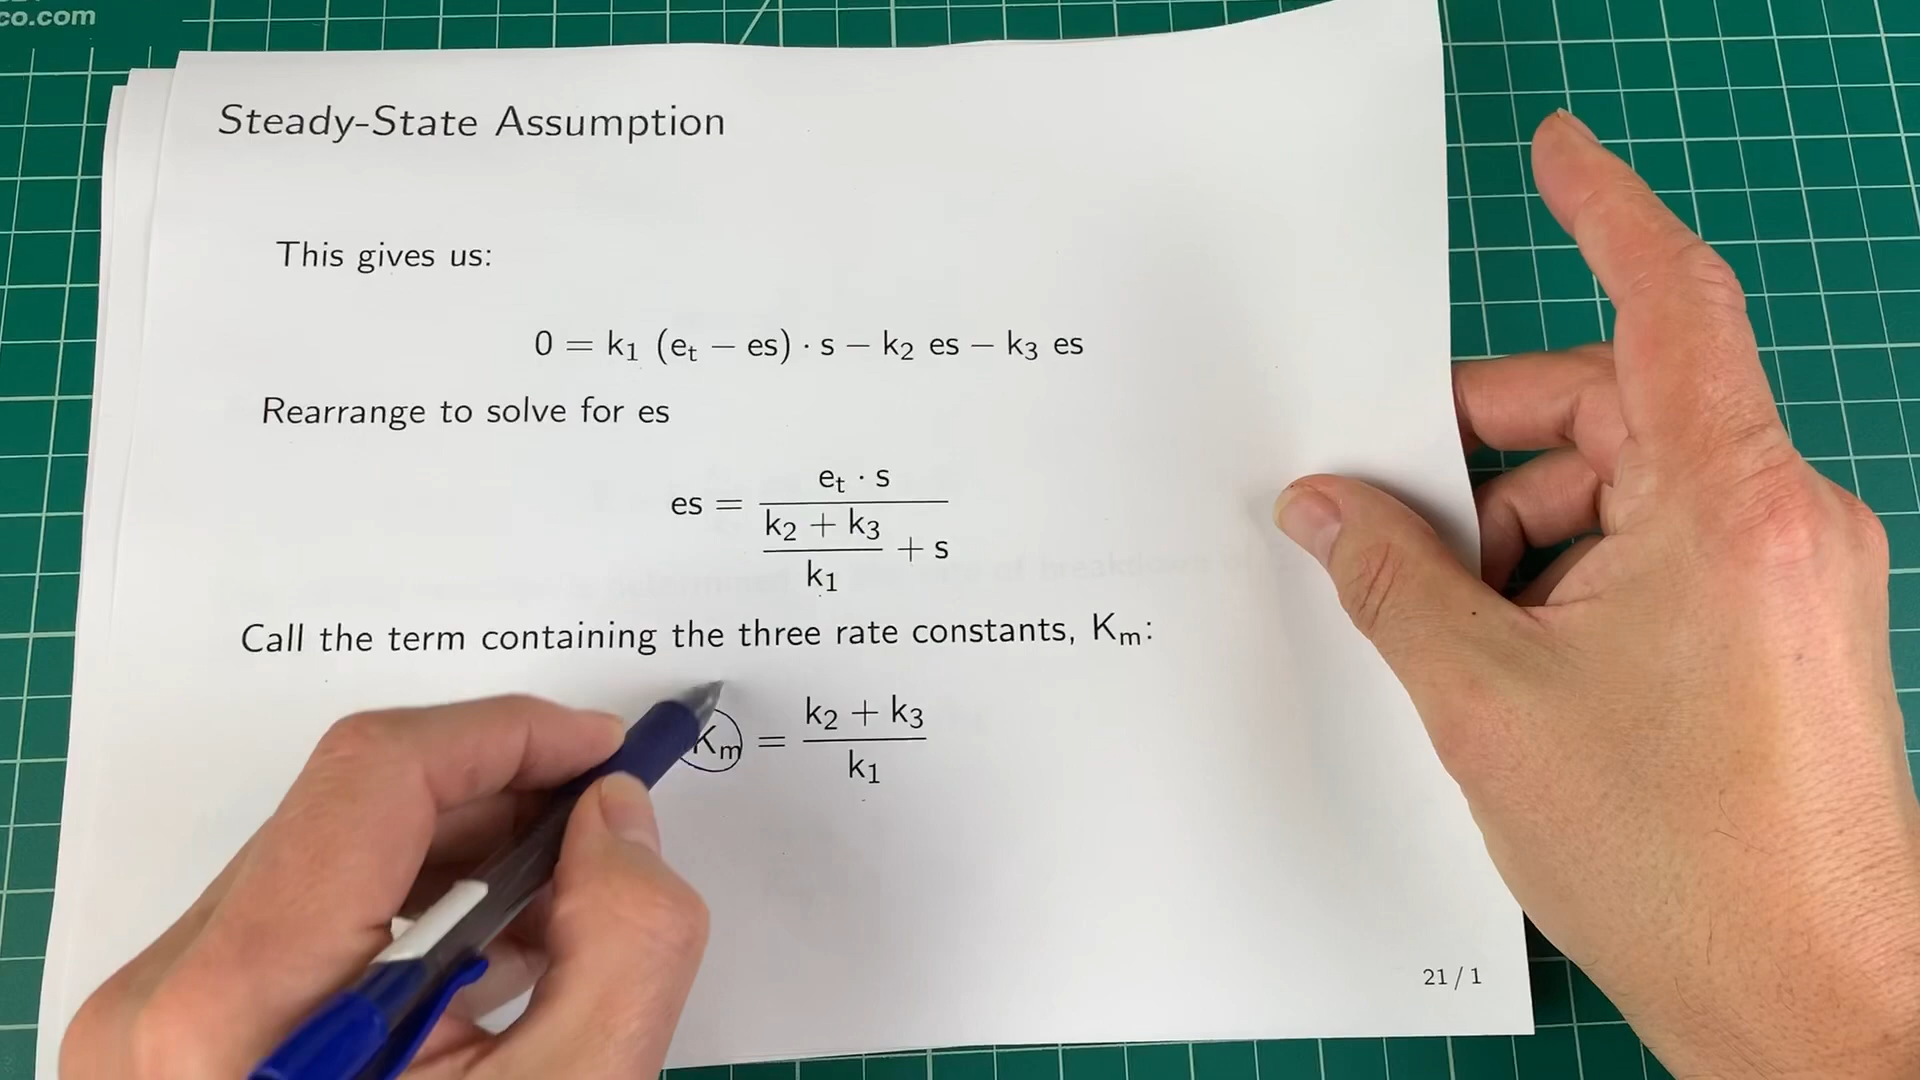 co.com
Steady-State Assumption
This gives us:
0 = k₁ (eₜ − es) · s − k₂ es − k₃ es
Rearrange to solve for es
es = eₜ · s / ((k₂ + k₃) / k₁ + s)
Call the term containing the three rate constants, Kₘ:
Kₘ = (k₂ + k₃) / k₁
21 / 1